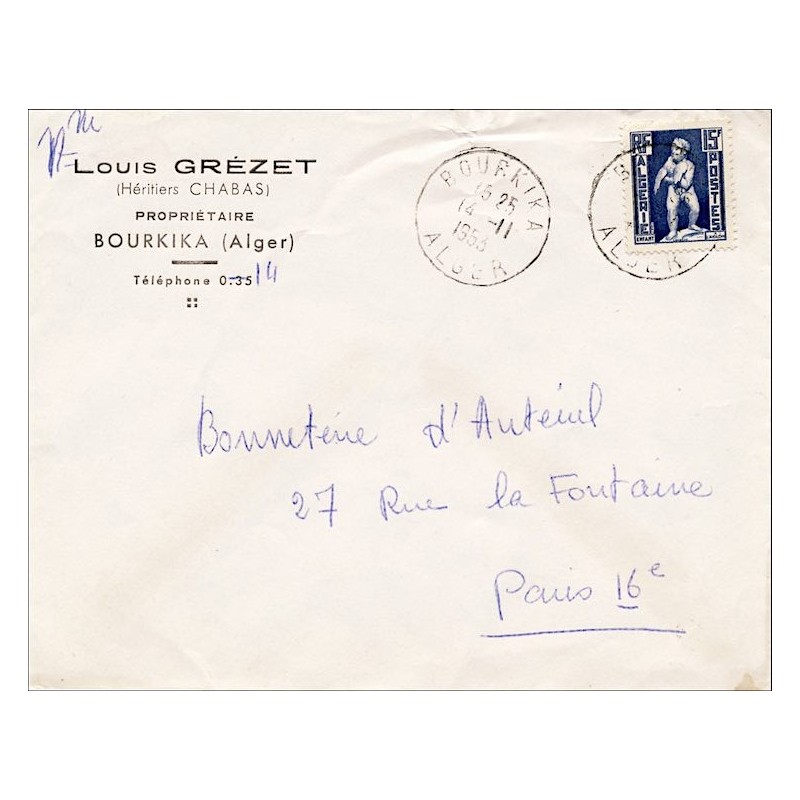 Louis GRÉZET
(Héritiers CHABAS)
PROPRIÉTAIRE
BOURKIKA (Alger)
Téléphone 0.35 14
BOURKIKA
15 25
14 -11
1953
ALGER
RF
15F
ALGERIE
POSTES
ENFANT
ALGER
Bonneterie d'Auteuil
27 Rue la Fontaine
Paris 16e